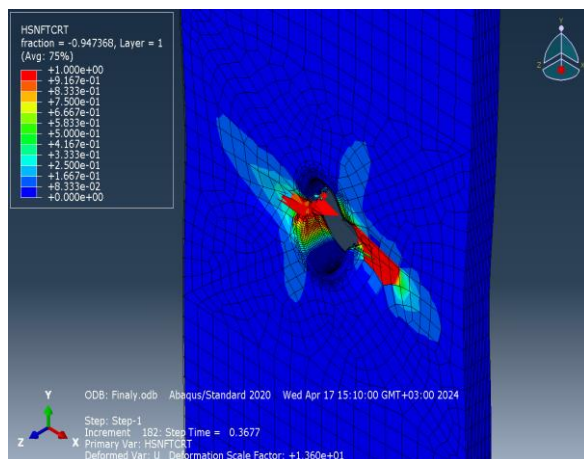 HSNFTCRT
fraction = -0.947368, Layer = 1
(Avg: 75%)
+1.000e+00
+9.167e-01
+8.333e-01
+7.500e-01
+6.667e-01
+5.833e-01
+5.000e-01
+4.167e-01
+3.333e-01
+2.500e-01
+1.667e-01
+8.333e-02
+0.000e+00
Y
Z X
Y
Z X
ODB: Finaly.odb Abaqus/Standard 2020 Wed Apr 17 15:10:00 GMT+03:00 2024
Step: Step-1
Increment 182: Step Time = 0.3677
Primary Var: HSNFTCRT
Deformed Var: U Deformation Scale Factor: +1.360e+01